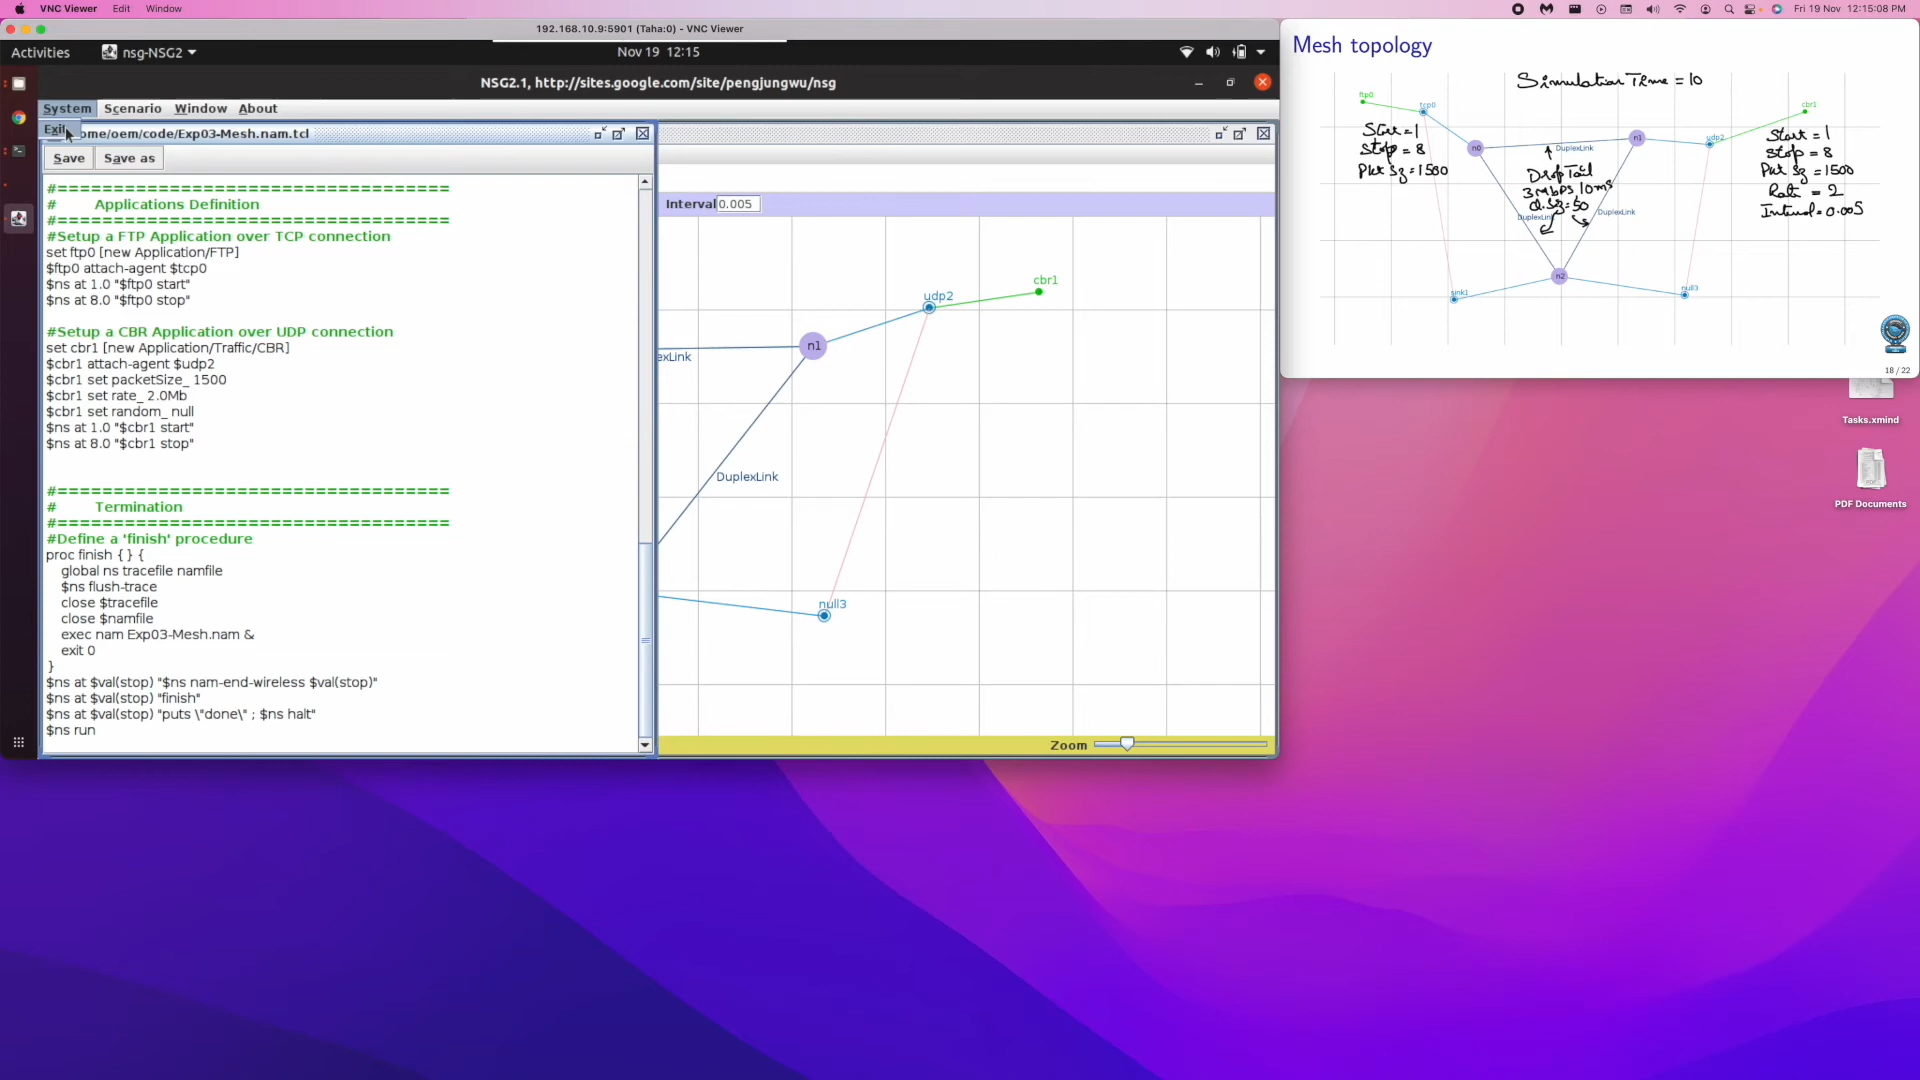 VNC Viewer Edit Window
Fri 19 Nov 12:15:08 PM
192.168.10.9:5901 (Taha:0) - VNC Viewer
Activities nsg-NSG2
Nov 19 12:15
NSG2.1, http://sites.google.com/site/pengjungwu/nsg
System Scenario Window About
Exit
ome/oem/code/Exp03-Mesh.nam.tcl
Save Save as
#===================================
# Applications Definition
#===================================
#Setup a FTP Application over TCP connection
set ftp0 [new Application/FTP]
$ftp0 attach-agent $tcp0
$ns at 1.0 "$ftp0 start"
$ns at 8.0 "$ftp0 stop"
#Setup a CBR Application over UDP connection
set cbr1 [new Application/Traffic/CBR]
$cbr1 attach-agent $udp2
$cbr1 set packetSize_ 1500
$cbr1 set rate_ 2.0Mb
$cbr1 set random_ null
$ns at 1.0 "$cbr1 start"
$ns at 8.0 "$cbr1 stop"
#===================================
# Termination
#===================================
#Define a 'finish' procedure
proc finish { } {
global ns tracefile namfile
$ns flush-trace
close $tracefile
close $namfile
exec nam Exp03-Mesh.nam &
exit 0
}
$ns at $val(stop) "$ns nam-end-wireless $val(stop)"
$ns at $val(stop) "finish"
$ns at $val(stop) "puts \"done\" ; $ns halt"
$ns run
Interval 0.005
cbr1
udp2
n1
exLink
DuplexLink
null3
Zoom
Mesh topology
Simulation Time = 10
ftp0
tcp0
cbr1
Start = 1
Stop = 8
Pkt Sz = 1500
n0
DuplexLink
n1
udp2
DropTail
3 mbps 10ms
Q.Sz = 50
DuplexLink
DuplexLink
Start = 1
Stop = 8
Pkt Sz = 1500
Rate = 2
Interval = 0.005
n2
sink1
null3
18 / 22
Tasks.xmind
PDF Documents